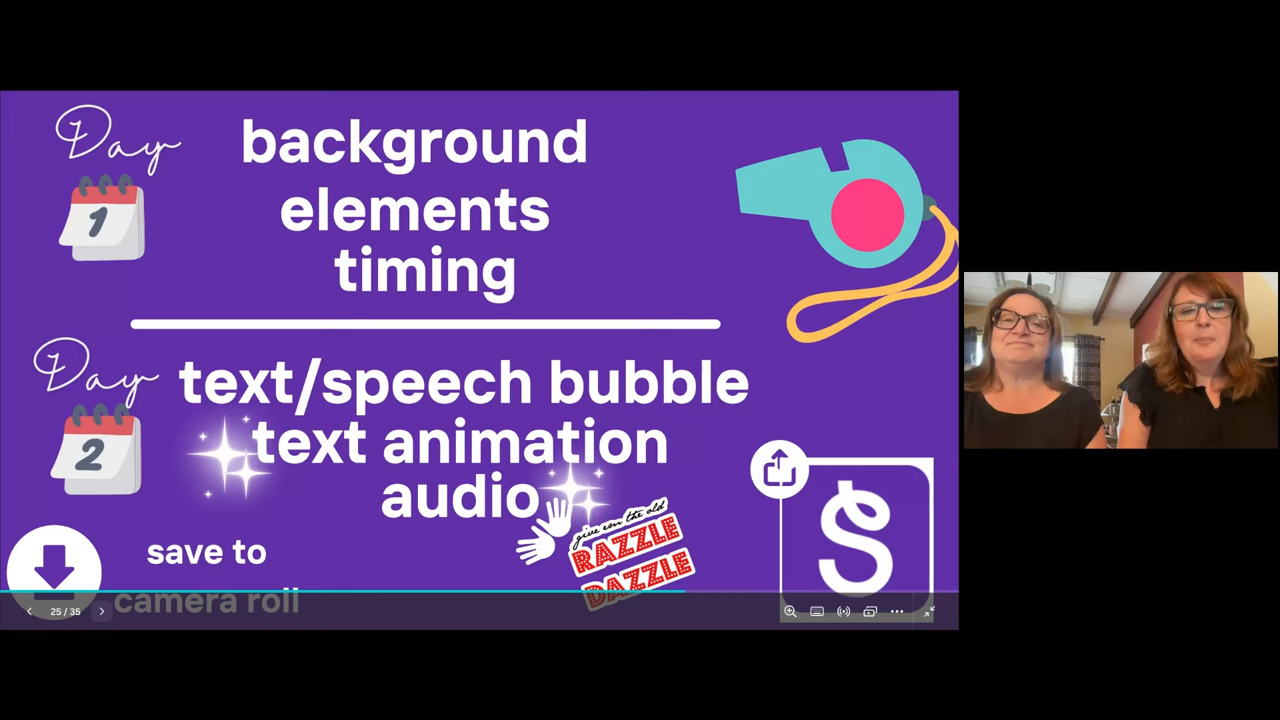 Day
1
background
elements
timing
Day
2
text/speech bubble
text animation
audio
give 'em the old
RAZZLE
DAZZLE
save to
camera roll
S
25 / 35